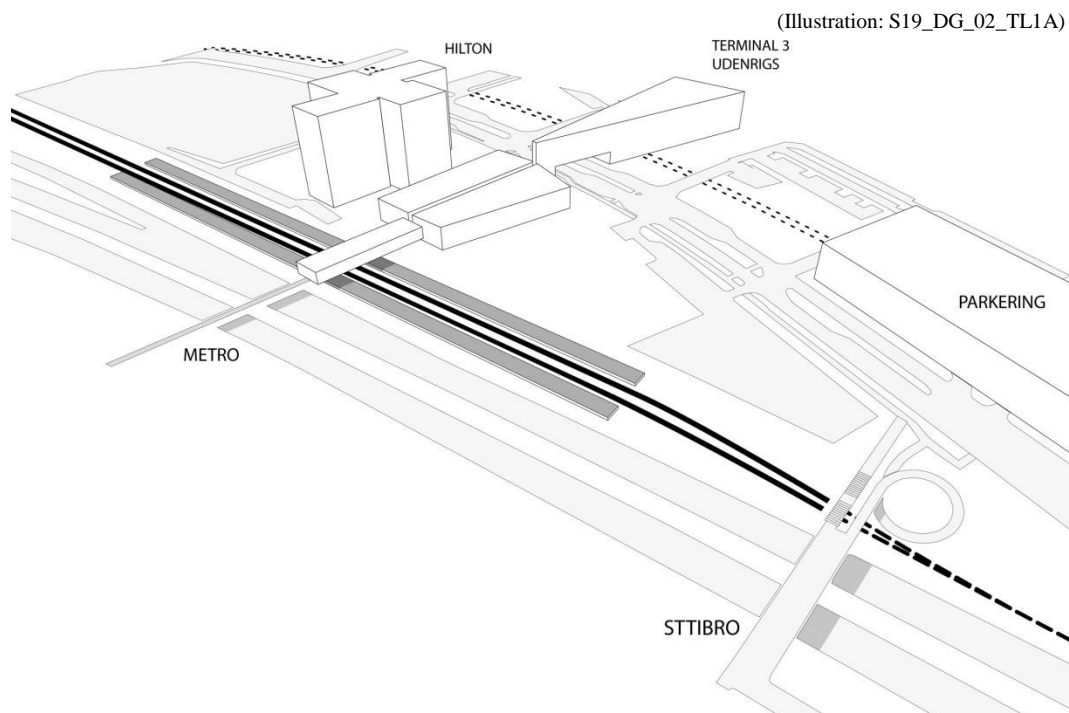 (Illustration: S19_DG_02_TL1A)
HILTON
TERMINAL 3
UDENRIGS
PARKERING
METRO
STTIBRO